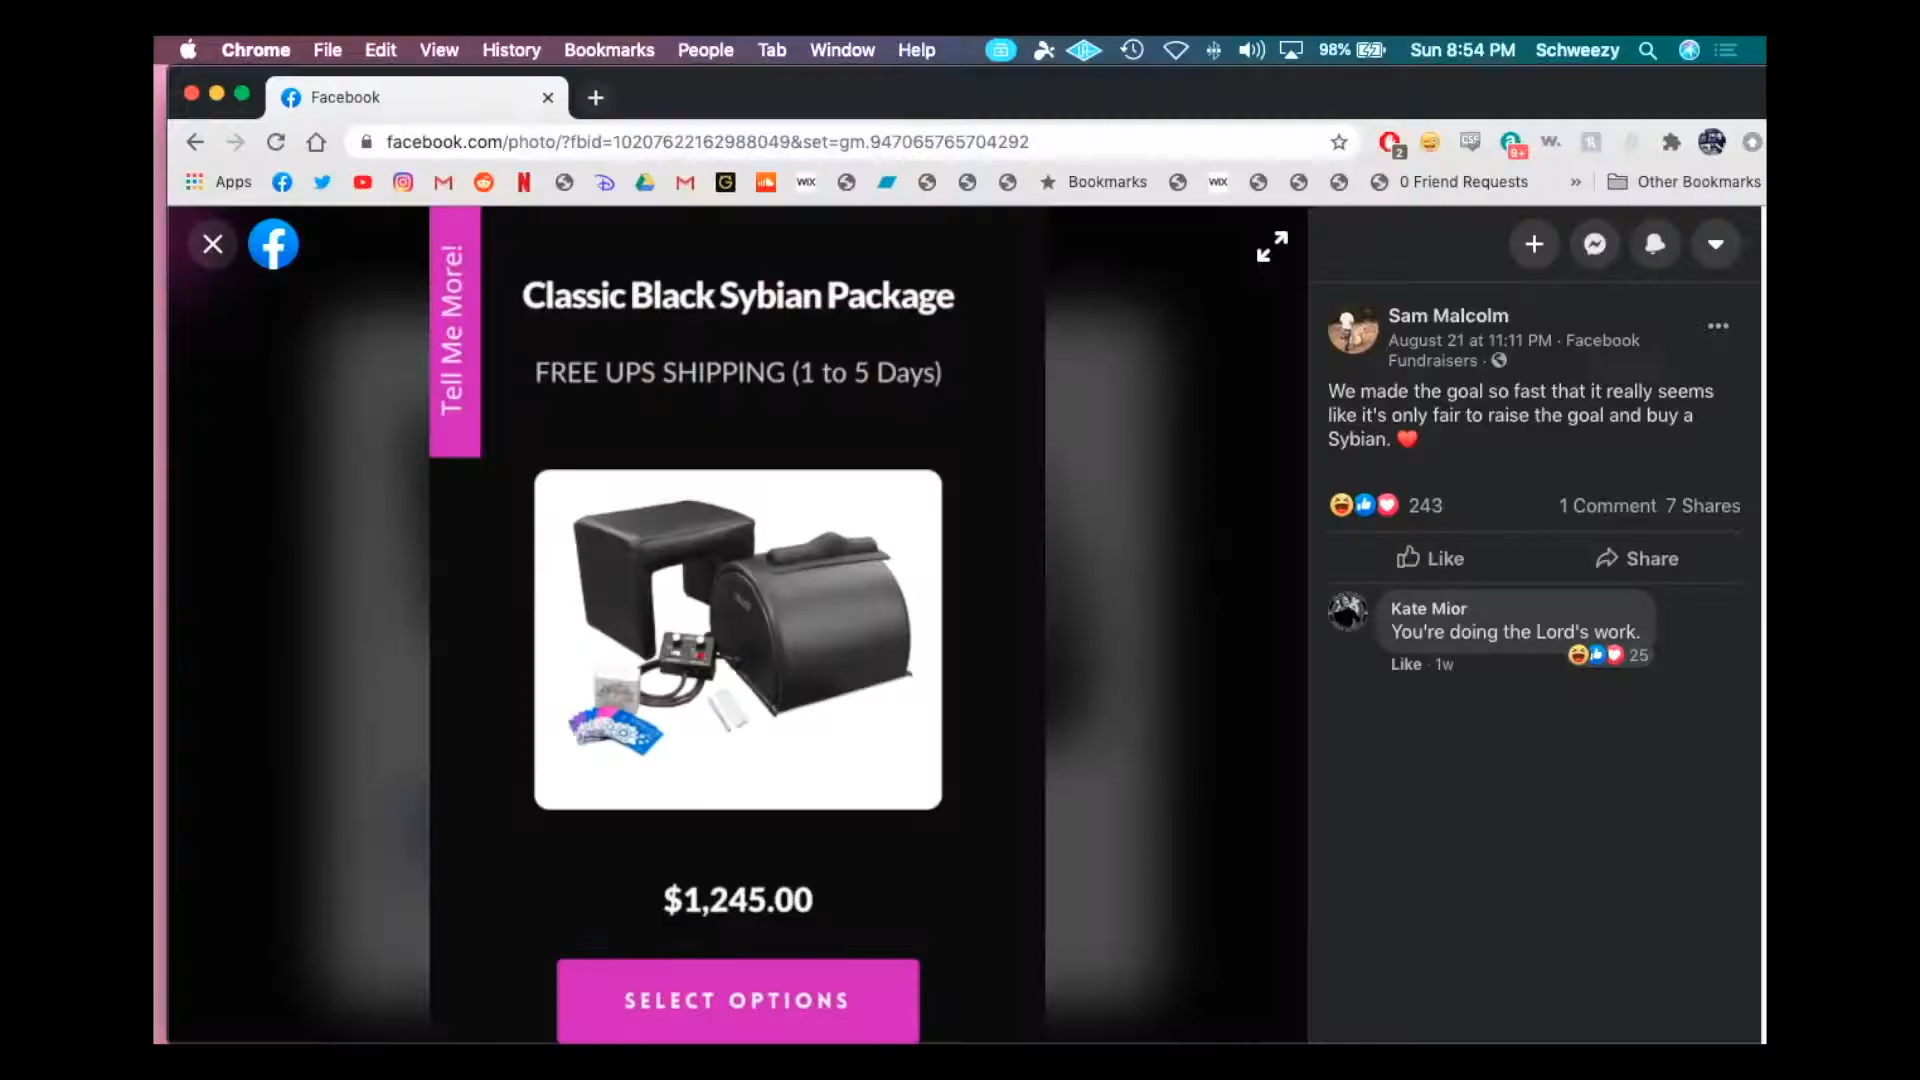 Chrome File Edit View History Bookmarks People Tab Window Help
98% Sun 8:54 PM Schweezy
Facebook
facebook.com/photo/?fbid=10207622162988049&set=gm.947065765704292
2
9+
Apps
WIX
WIX
Bookmarks
0 Friend Requests
Other Bookmarks
Tell Me More!
Classic Black Sybian Package
FREE UPS SHIPPING (1 to 5 Days)
$1,245.00
SELECT OPTIONS
Sam Malcolm
August 21 at 11:11 PM · Facebook
Fundraisers ·
We made the goal so fast that it really seems
like it's only fair to raise the goal and buy a
Sybian. ❤️
243
1 Comment 7 Shares
Like
Share
Kate Mior
You're doing the Lord's work.
25
Like · 1w